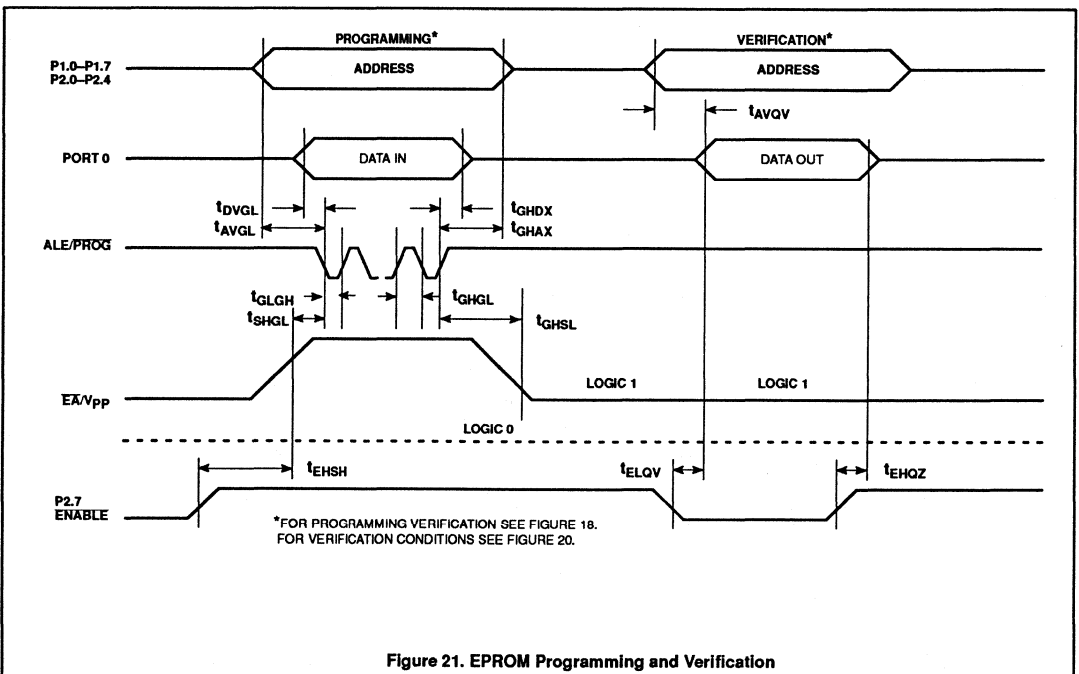 PROGRAMMING*
VERIFICATION*
P1.0–P1.7
P2.0–P2.4
ADDRESS
ADDRESS
tAVQV
PORT 0
DATA IN
DATA OUT
tDVGL
tGHDX
tAVGL
tGHAX
ALE/PROG
tGLGH
tGHGL
tSHGL
tGHSL
EA/VPP
LOGIC 1
LOGIC 1
LOGIC 0
tEHSH
tELQV
tEHQZ
P2.7
ENABLE
*FOR PROGRAMMING VERIFICATION SEE FIGURE 18.
FOR VERIFICATION CONDITIONS SEE FIGURE 20.
Figure 21. EPROM Programming and Verification